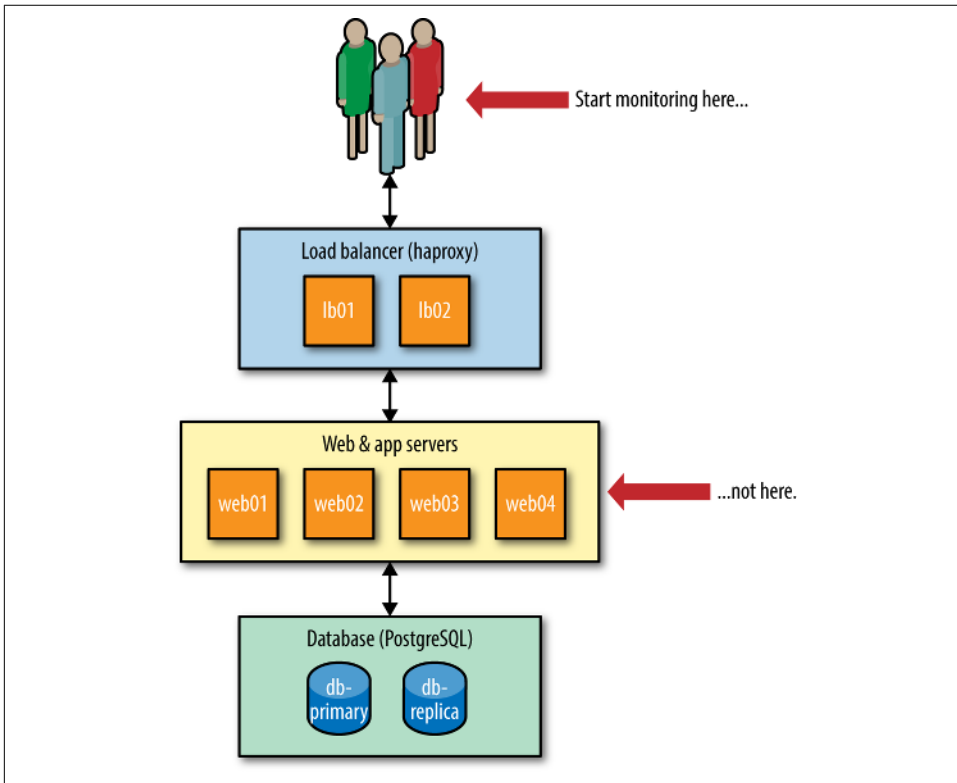 Start monitoring here...
Load balancer (haproxy)
lb01
lb02
Web & app servers
web01
web02
web03
web04
...not here.
Database (PostgreSQL)
db-
primary
db-
replica